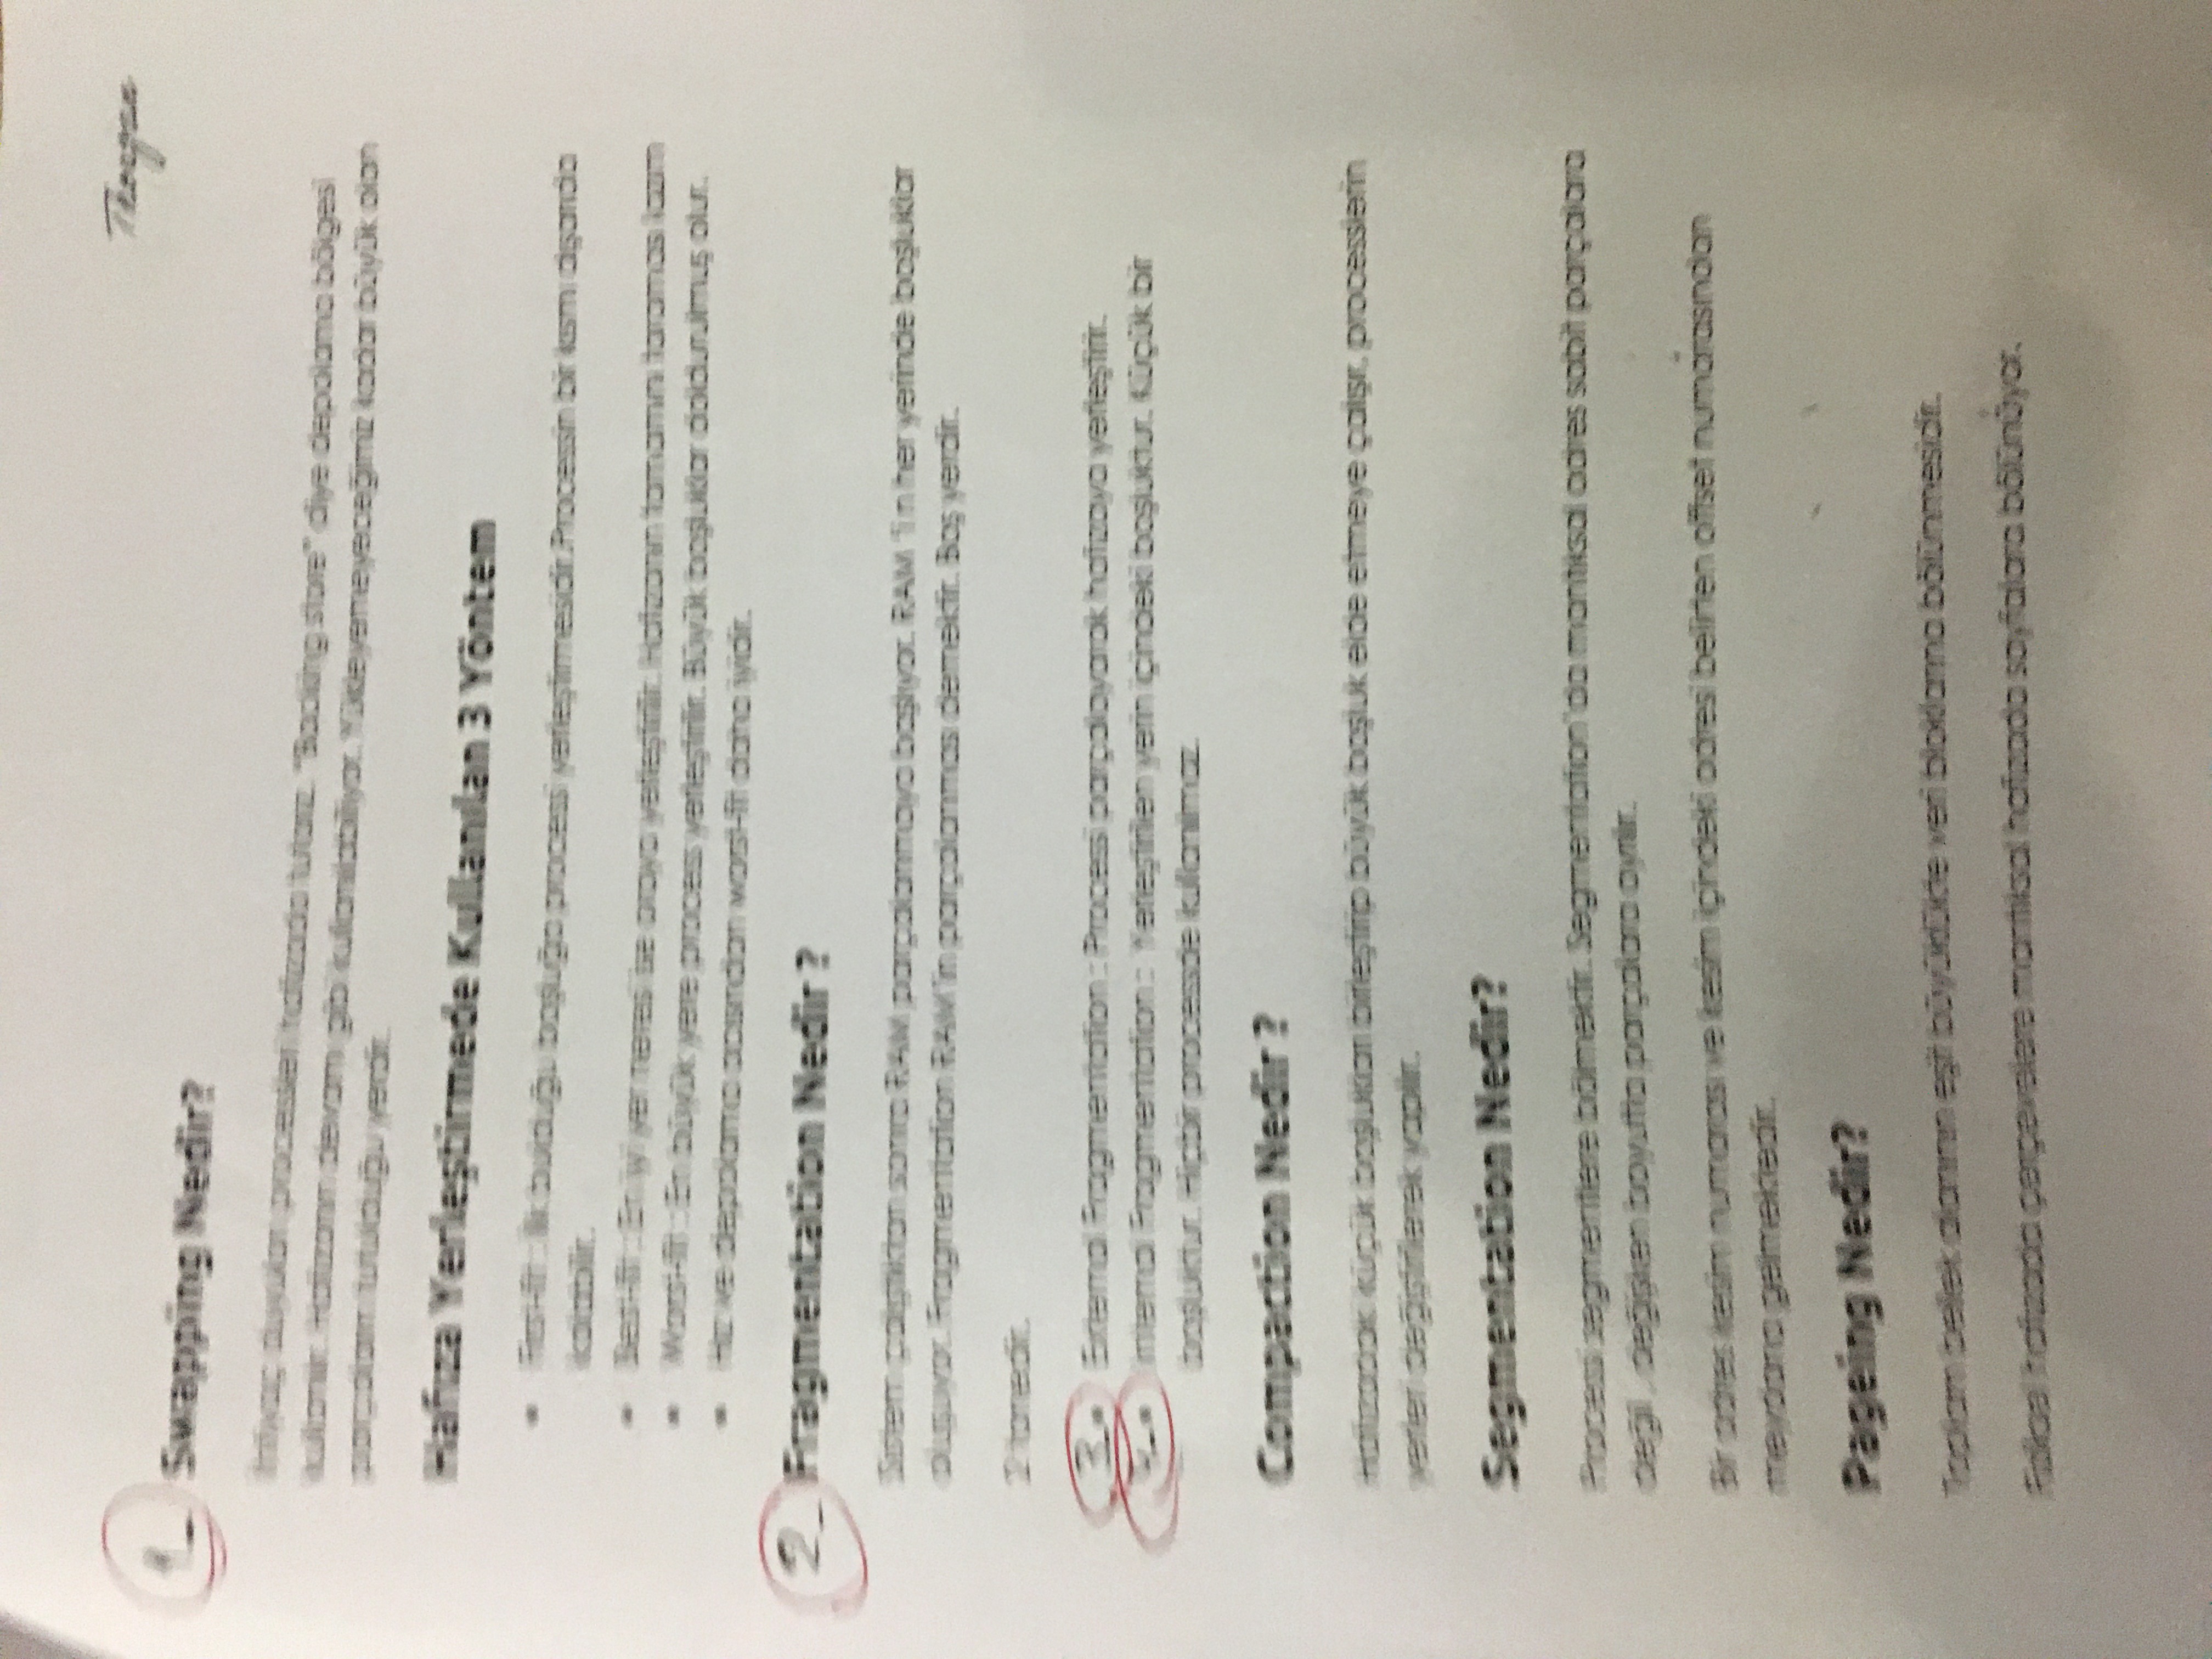 1_ Swapping Nedir?
İhtiyaç duyulan processleri hafızada tutarız. "Backing store" diye depolama bölgesi
kullanılır. Hafızanın devamı gibi kullanılabiliyor. Yükleyemeyeceğimiz kadar büyük olan
parçaların tutulduğu yerdir.
Hafıza Yerleştirmede Kullanılan 3 Yöntem
• First-fit : İlk bulduğu boşluğa processi yerleştirmesidir.Processin bir kısmı dışarıda
kalabilir.
• Best-fit : En iyi yer neresi ise oraya yerleştirilir. Hafızanın tamamını taraması lazım
• Worst-fit : En büyük yere process yerleştirilir. Büyük boşluklar doldurulmuş olur.
• Hız ve depolama açısından worst-fit daha iyidir.
2_ Fragmentation Nedir ?
Sistem çalıştıktan sonra RAM parçalanmaya başlıyor. RAM 'i n her yerinde boşluklar
oluşuyor. Fragmentation RAM'in parçalanması demektir. Boş yerdir.
2 tanedir.
3_• External Fragmentation : Processi parçalayarak hafızaya yerleştirir.
• Internal Fragmentation : Yerleştirilen yerin içindeki boşluktur. Küçük bir
boşluktur. Hiçbir processde kullanılmaz.
Compaction Nedir ?
Hafızadaki küçük boşlukları birleştirip büyük boşluk elde etmeye çalışır, processlerin
yerleri değiştirilerek yapılır.
Segmentation Nedir?
Processi segmentlere bölmektir. Segmentation'da mantıksal adres sabit parçalara
değil , değişken boyutta parçalara ayrılır.
Bir adres kesim numarası ve kesim içindeki adresi belirten offset numarasından
meydana gelmektedir.
Pageing Nedir?
Toplam bellek alanının eşit büyüklükte veri bloklarına bölünmesidir.
Fiziksel hafızada çerçevelere mantıksal hafızada sayfalara bölünüyor.